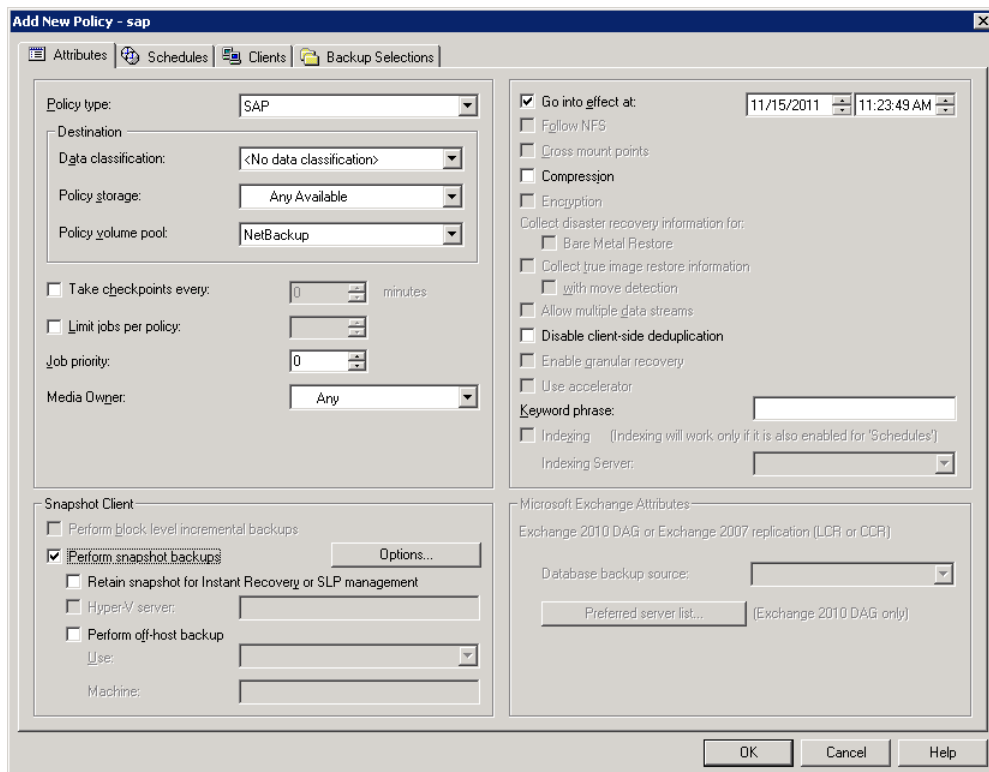 Add New Policy - sap
Attributes
Schedules
Clients
Backup Selections
Policy type:
SAP
Destination
Data classification:
<No data classification>
Policy storage:
Any Available
Policy volume pool:
NetBackup
Take checkpoints every:
0
minutes
Limit jobs per policy:
Job priority:
0
Media Owner:
Any
Go into effect at:
11/15/2011
11:23:49 AM
Follow NFS
Cross mount points
Compression
Encryption
Collect disaster recovery information for:
Bare Metal Restore
Collect true image restore information
with move detection
Allow multiple data streams
Disable client-side deduplication
Enable granular recovery
Use accelerator
Keyword phrase:
Indexing (Indexing will work only if it is also enabled for 'Schedules')
Indexing Server:
Snapshot Client
Perform block level incremental backups
Perform snapshot backups
Options...
Retain snapshot for Instant Recovery or SLP management
Hyper-V server:
Perform off-host backup
Use:
Machine:
Microsoft Exchange Attributes
Exchange 2010 DAG or Exchange 2007 replication (LCR or CCR)
Database backup source:
Preferred server list...
(Exchange 2010 DAG only)
OK
Cancel
Help